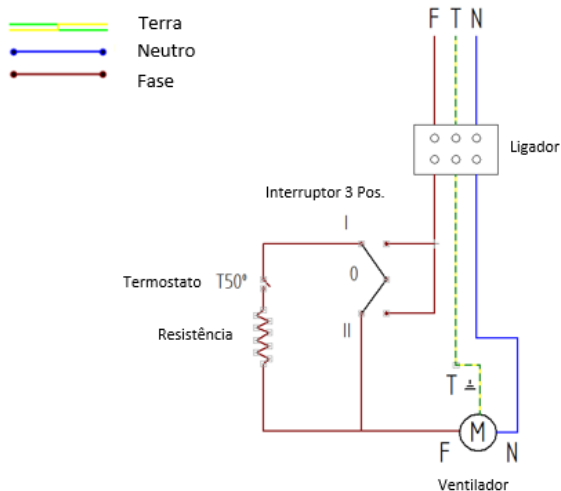 Terra
Neutro
Fase
F T N
Ligador
Interruptor 3 Pos.
I
0
Termostato T50º
Resistência
II
T
M
F
N
Ventilador